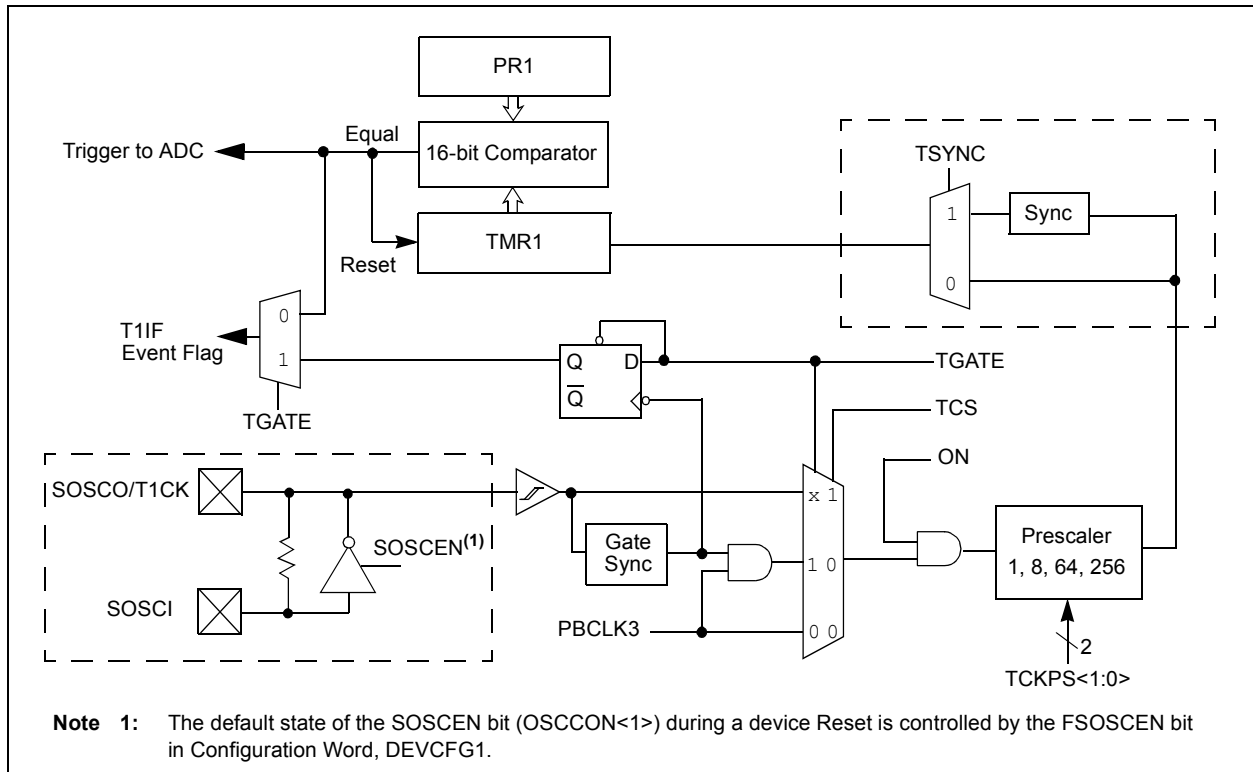 PR1
Equal
16-bit Comparator
Trigger to ADC
TSYNC
1
Sync
TMR1
Reset
0
0
T1IF
Event Flag
1
Q D
Q̅
TGATE
TCS
TGATE
ON
SOSCO/T1CK
x 1
SOSCEN(1)
Gate
Sync
1 0
Prescaler
1, 8, 64, 256
SOSCI
PBCLK3
0 0
2
TCKPS<1:0>
Note 1: The default state of the SOSCEN bit (OSCCON<1>) during a device Reset is controlled by the FSOSCEN bit
in Configuration Word, DEVCFG1.